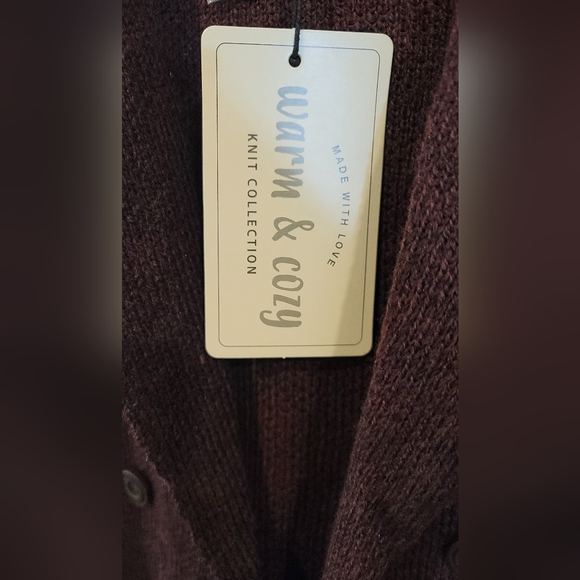 MADE WITH LOVE
warm & cozy
KNIT COLLECTION